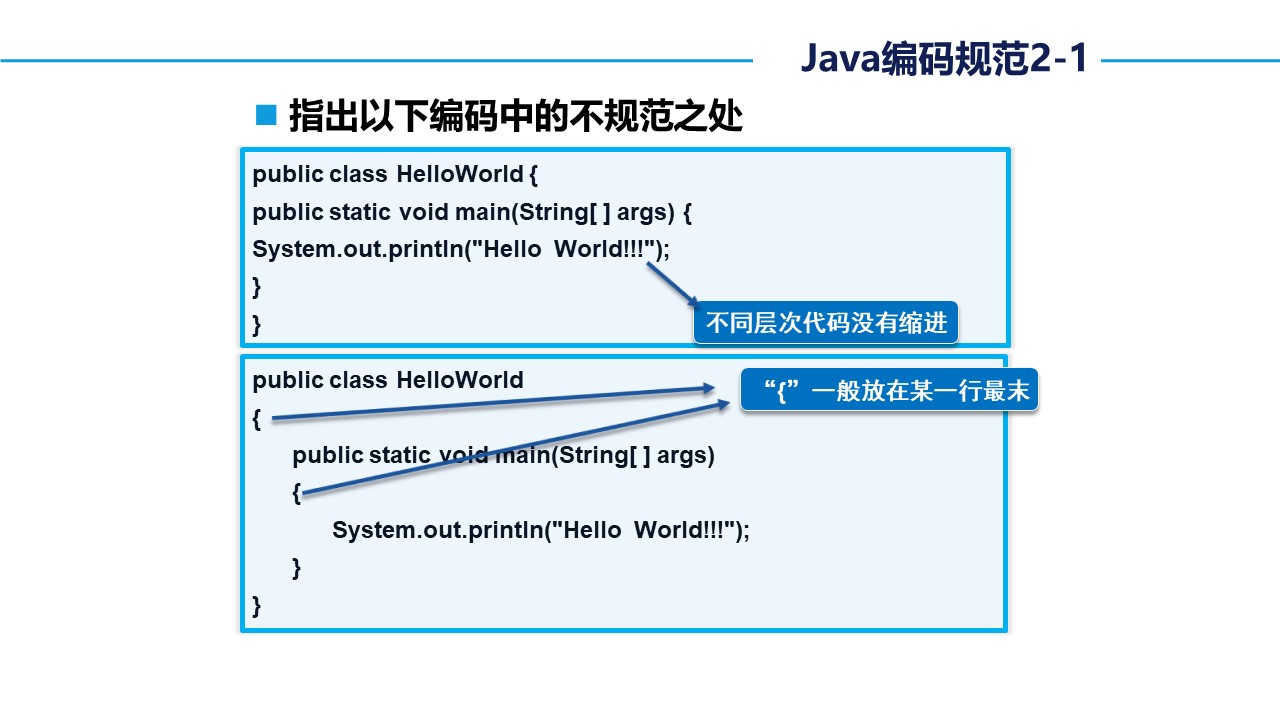 Java编码规范2-1
指出以下编码中的不规范之处
public class HelloWorld {
public static void main(String[ ] args) {
System.out.println("Hello  World!!!");
}
}
不同层次代码没有缩进
public class HelloWorld
“{”一般放在某一行最末
{
public static void main(String[ ] args)
{
System.out.println("Hello  World!!!");
}
}